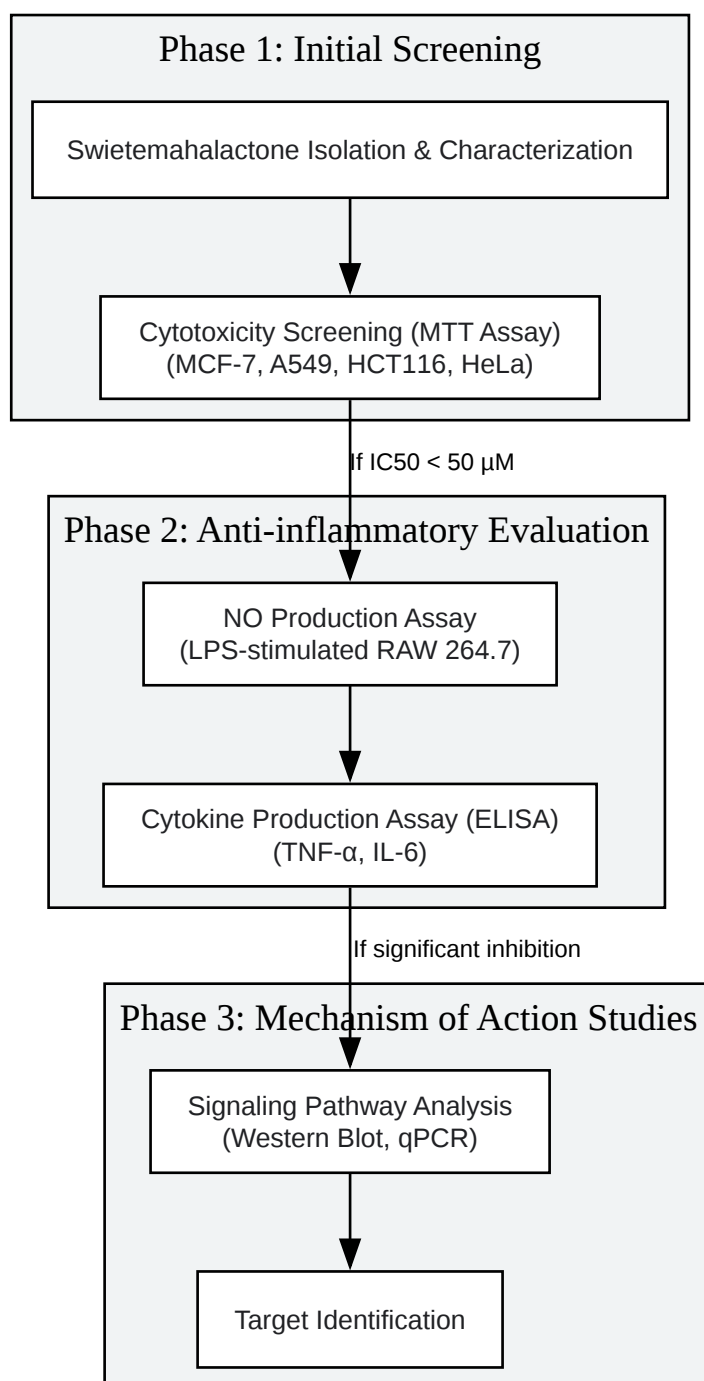 Phase 1: Initial Screening
Swietemahalactone Isolation & Characterization
Cytotoxicity Screening (MTT Assay)
(MCF-7, A549, HCT116, HeLa)
If IC50 < 50 µM
Phase 2: Anti-inflammatory Evaluation
NO Production Assay
(LPS-stimulated RAW 264.7)
Cytokine Production Assay (ELISA)
(TNF-α, IL-6)
If significant inhibition
Phase 3: Mechanism of Action Studies
Signaling Pathway Analysis
(Western Blot, qPCR)
Target Identification